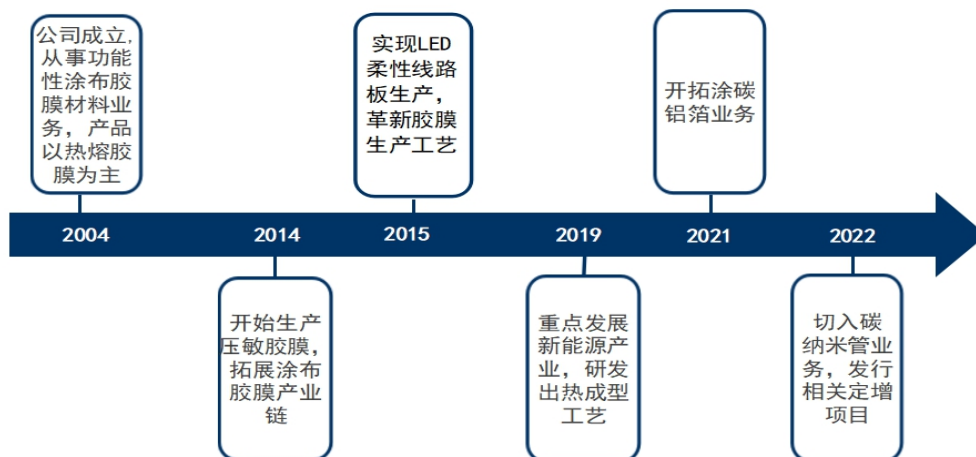 公司成立,
从事功能
性涂布胶
膜材料业
务，产品
以热熔胶
膜为主
实现LED
柔性线路
板生产，
革新胶膜
生产工艺
开拓涂碳
铝箔业务
2004
2014
2015
2019
2021
2022
开始生产
压敏胶膜，
拓展涂布
胶膜产业
链
重点发展
新能源产
业，研发
出热成型
工艺
切入碳
纳米管业
务，发行
相关定增
项目